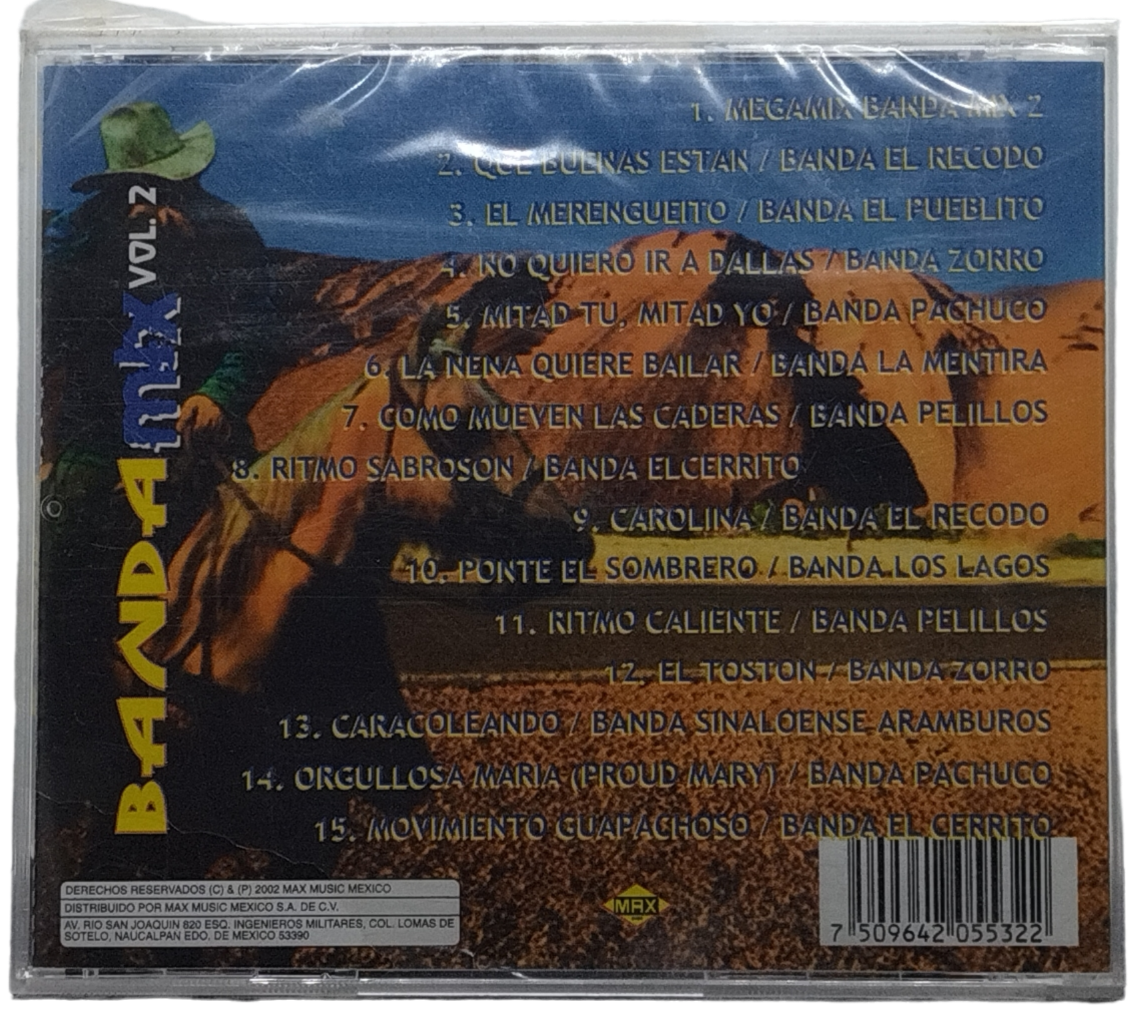 1. MEGAMIX BANDA MIX 2
2. QUE BUENAS ESTAN / BANDA EL RECODO
3. EL MERENGUEITO / BANDA EL PUEBLITO
4. NO QUIERO IR A DALLAS / BANDA ZORRO
5. MITAD TU, MITAD YO / BANDA PACHUCO
6. LA NENA QUIERE BAILAR / BANDA LA MENTIRA
7. COMO MUEVEN LAS CADERAS / BANDA PELILLOS
8. RITMO SABROSON / BANDA ELCERRITO
9. CAROLINA / BANDA EL RECODO
10. PONTE EL SOMBRERO / BANDA LOS LAGOS
11. RITMO CALIENTE / BANDA PELILLOS
12. EL TOSTON / BANDA ZORRO
13. CARACOLEANDO / BANDA SINALOENSE ARAMBUROS
14. ORGULLOSA MARIA (PROUD MARY) / BANDA PACHUCO
15. MOVIMIENTO GUAPACHOSO / BANDA EL CERRITO
BANDA mix VOL. 2
DERECHOS RESERVADOS (C) & (P) 2002 MAX MUSIC MEXICO
DISTRIBUIDO POR MAX MUSIC MEXICO S.A. DE C.V.
AV. RIO SAN JOAQUIN 820 ESQ. INGENIEROS MILITARES, COL. LOMAS DE
SOTELO, NAUCALPAN EDO. DE MEXICO 53390
MAX
7 509642 055322